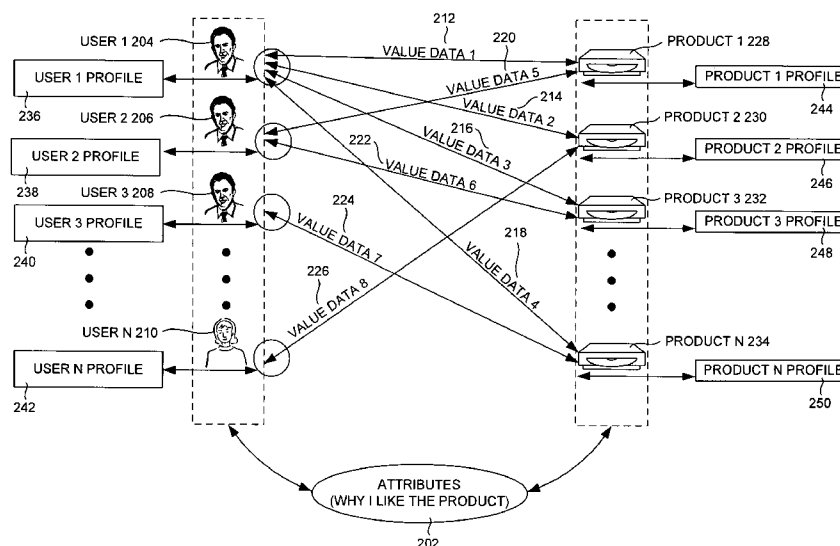 212
220
USER 1 204
VALUE DATA 1
PRODUCT 1 228
USER 1 PROFILE
VALUE DATA 5
PRODUCT 1 PROFILE
236
214
244
USER 2 206
VALUE DATA 2
PRODUCT 2 230
222
216
VALUE DATA 3
USER 2 PROFILE
PRODUCT 2 PROFILE
238
246
USER 3 208
VALUE DATA 6
PRODUCT 3 232
224
USER 3 PROFILE
PRODUCT 3 PROFILE
240
VALUE DATA 7
248
226
218
VALUE DATA 4
USER N 210
VALUE DATA 8
PRODUCT N 234
USER N PROFILE
PRODUCT N PROFILE
242
250
ATTRIBUTES
(WHY I LIKE THE PRODUCT)
202